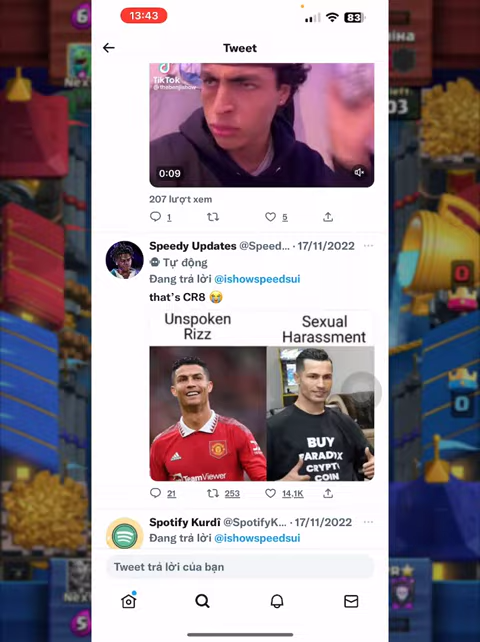 13:43
83
Tweet
TikTok
0:09
207 lượt xem
1
5
Speedy Updates @Speed... · 17/11/2022
Tự động
Đang trả lời @ishowspeedsui
that's CR8 😭
Unspoken
Rizz
Sexual
Harassment
TeamViewer
BUY
PARADIX
CRYPT
COIN
21
253
14,1K
Spotify Kurdî @SpotifyK... · 17/11/2022
Đang trả lời @ishowspeedsui
Tweet trả lời của bạn